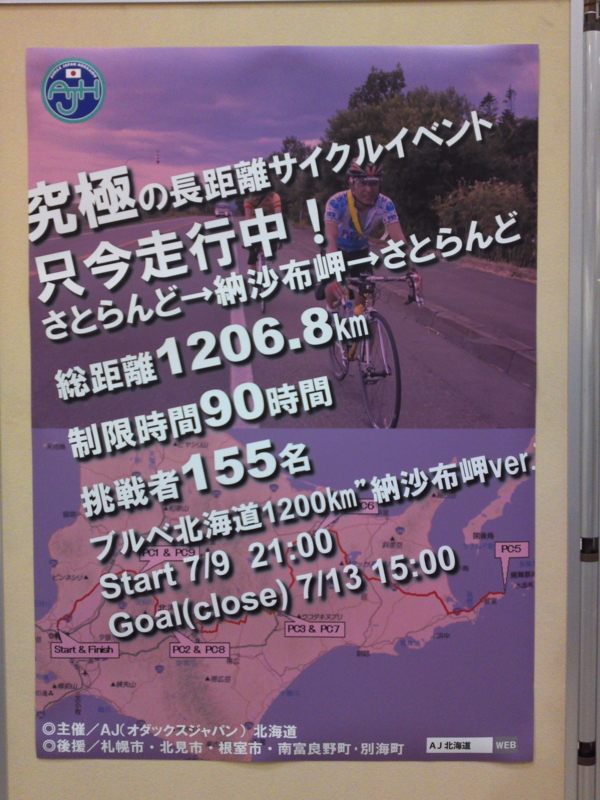 AUDAX JAPAN HOKKAIDO
AJH
究極の長距離サイクルイベント
只今走行中！
さとらんど→納沙布岬→さとらんど
総距離1206.8km
制限時間90時間
挑戦者155名
ブルベ北海道1200km"納沙布岬ver.
Start 7/9 21:00
Goal(close) 7/13 15:00
PC1 & PC9
PC5
PC3 & PC7
Start & Finish
PC2 & PC8
◎主催／AJ(オダックスジャパン) 北海道
◎後援／札幌市・北見市・根室市・南富良野町・別海町
AJ北海道 WEB